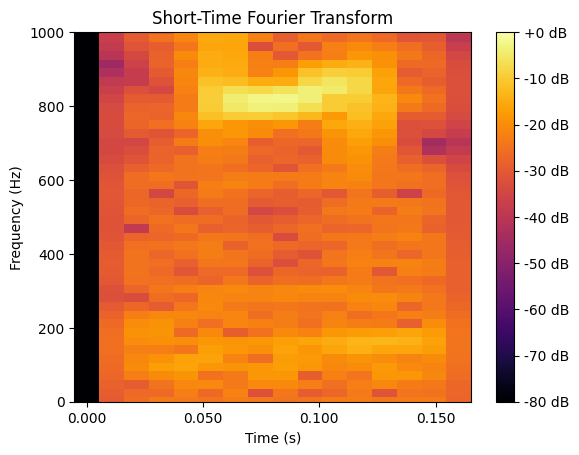 Short-Time Fourier Transform
1000
800
600
400
200
0
Frequency (Hz)
0.000
0.050
0.100
0.150
Time (s)
+0 dB
-10 dB
-20 dB
-30 dB
-40 dB
-50 dB
-60 dB
-70 dB
-80 dB